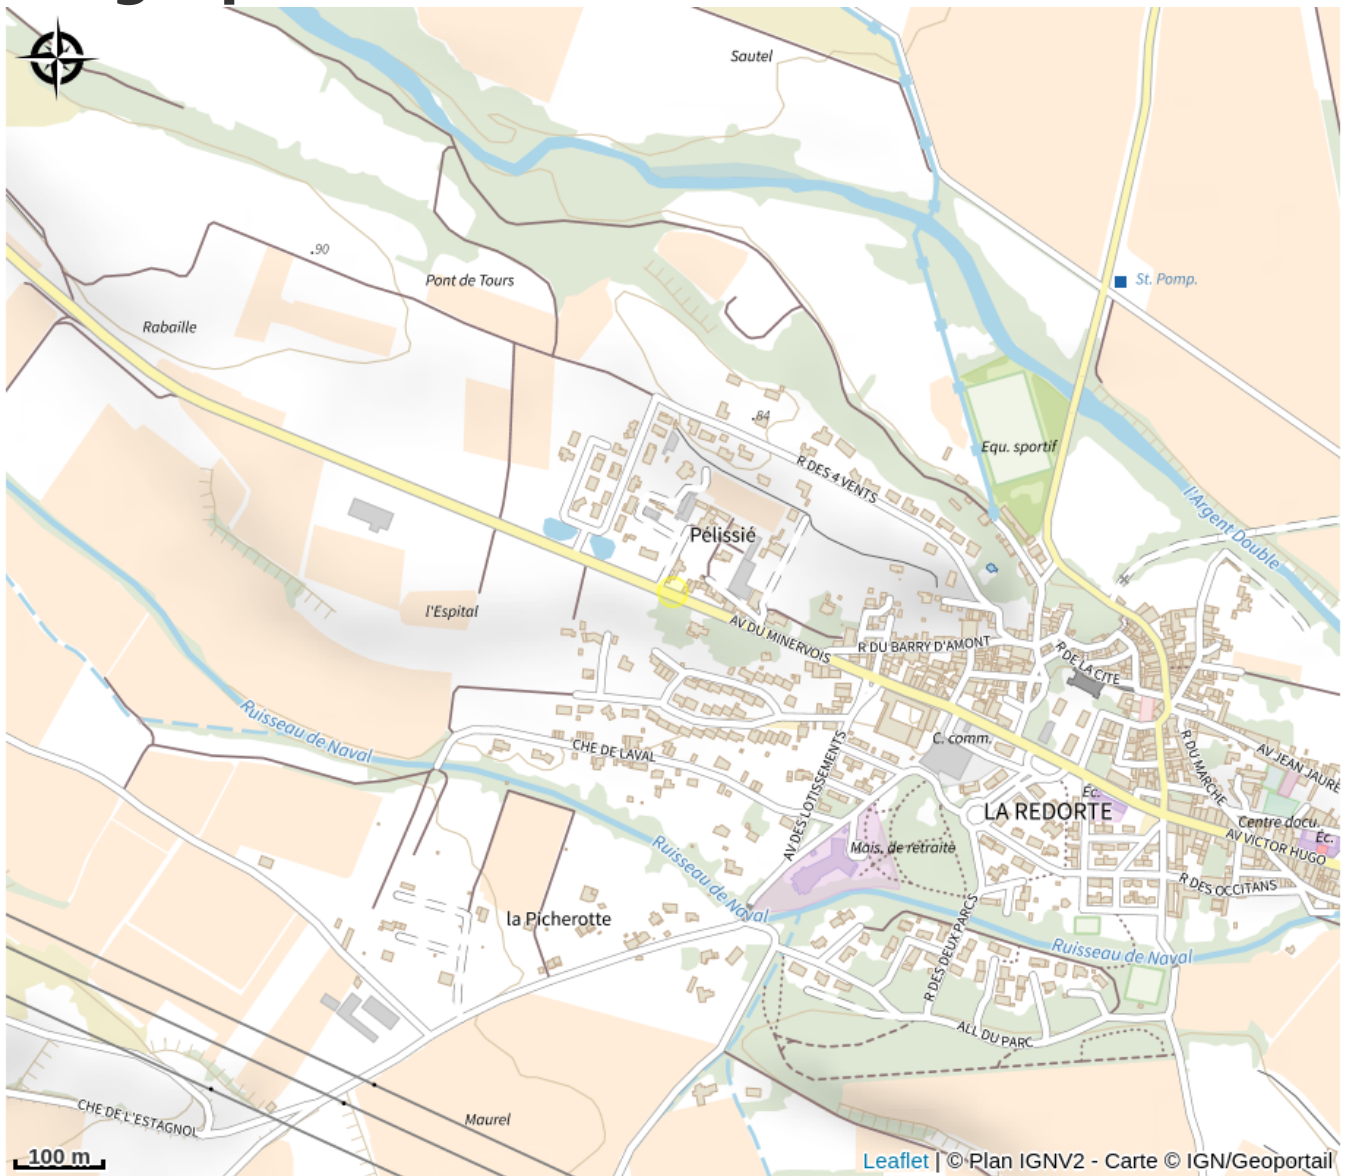 Sautel
St. Pomp.
.90
Pont de Tours
Rabaille
.84
Equ. sportif
R DES 4 VENTS
l'Argent Double
Pélissié
l'Espital
AV DU MINERVOIS
R DU BARRY D'AMONT
R DE LA CITE
Ruisseau de Naval
CHE DE LAVAL
C. comm.
R DU MARCHE
AV JEAN JAURE
AV DES LOTISSEMENTS
Éc.
LA REDORTE
Centre docu.
Éc.
AV VICTOR HUGO
Mais. de retraite
Ruisseau de Naval
R DES OCCITANS
la Picherotte
R DES DEUX PARCS
Ruisseau de Naval
ALL DU PARC
CHE DE L'ESTAGNOL
Maurel
100 m
Leaflet | © Plan IGNV2 - Carte © IGN/Geoportail